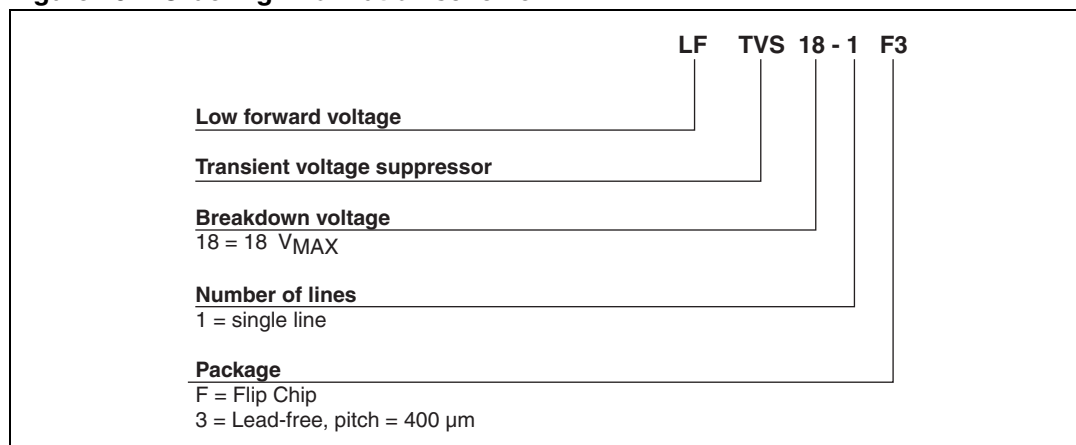 LF TVS 18 - 1 F3
Low forward voltage
Transient voltage suppressor
Breakdown voltage
18 = 18 VMAX
Number of lines
1 = single line
Package
F = Flip Chip
3 = Lead-free, pitch = 400 µm